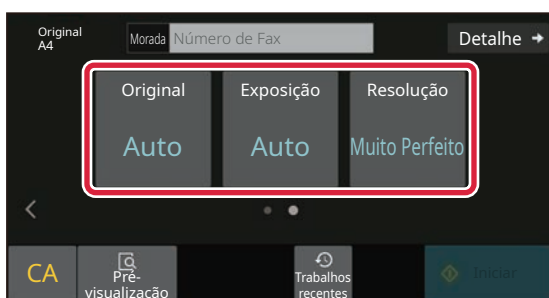 Original
A4
Morada Número de Fax
Detalhe
Original Exposição Resolução
Auto Auto Muito Perfeito
CA
Pré-
visualização
Trabalhos
recentes
Iniciar